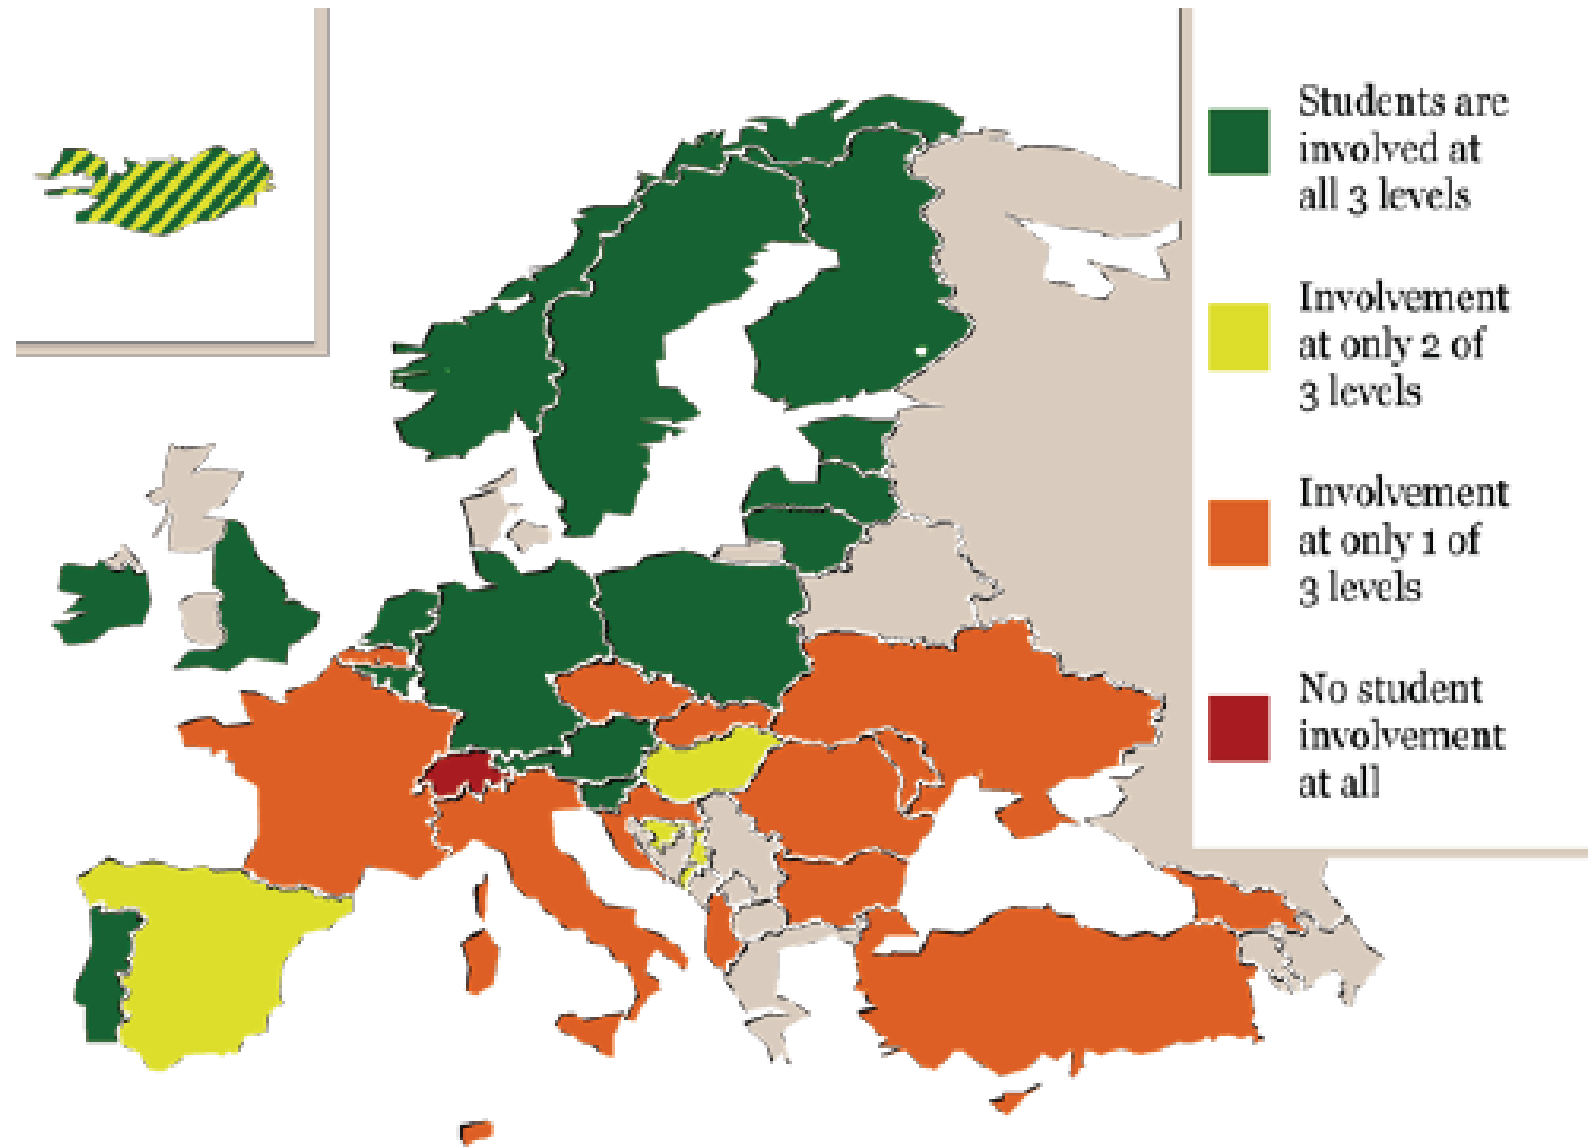 Students are
involved at
all 3 levels
Involvement
at only 2 of
3 levels
Involvement
at only 1 of
3 levels
No student
involvement
at all